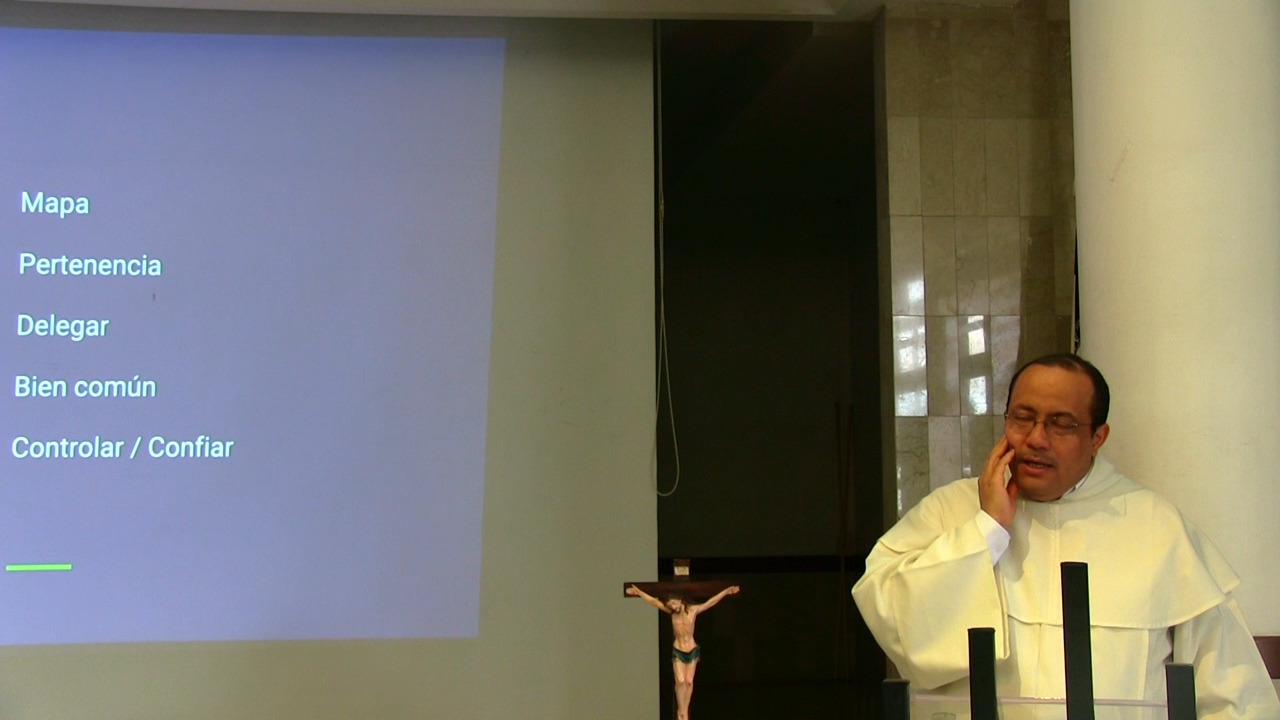 Mapa
Pertenencia
Delegar
Bien común
Controlar / Confiar